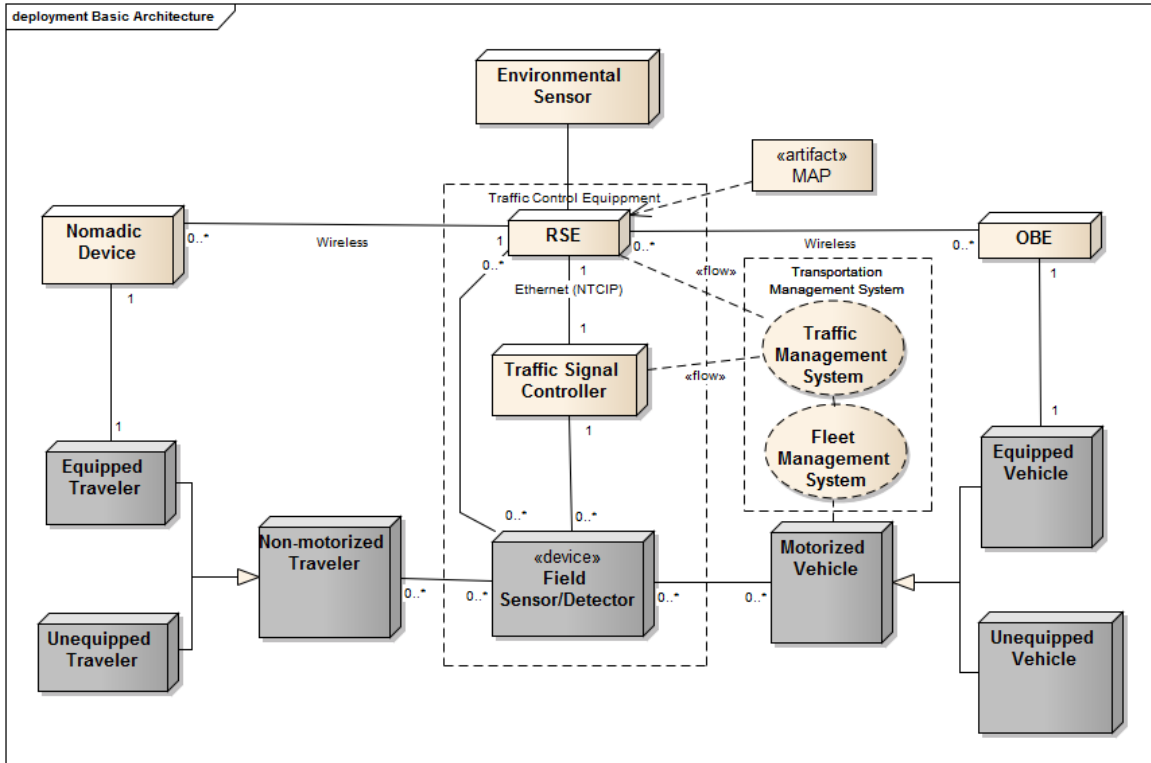 deployment Basic Architecture
Environmental
Sensor
«artifact»
MAP
Traffic Control Equippment
Nomadic
Device
RSE
OBE
0..*
Wireless
1
0..*
0..*
Wireless
0..*
1
1
1
Ethernet (NTCIP)
«flow»
Transportation
Management System
1
Traffic Signal
Controller
«flow»
Traffic
Management
System
1
1
1
Fleet
Management
System
Equipped
Traveler
Equipped
Vehicle
0..*
0..*
Non-motorized
Traveler
«device»
Field
Sensor/Detector
Motorized
Vehicle
0..*
0..*
0..*
0..*
Unequipped
Traveler
Unequipped
Vehicle